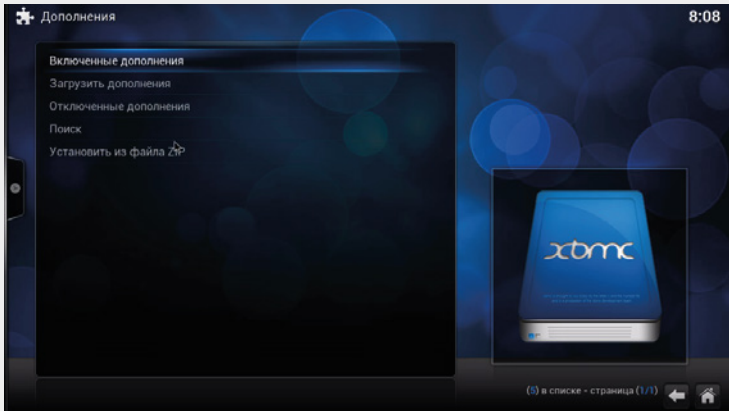 Дополнения
8:08
Включенные дополнения
Загрузить дополнения
Отключенные дополнения
Поиск
Установить из файла ZIP
xbmc
(5) в списке - страница (1/1)